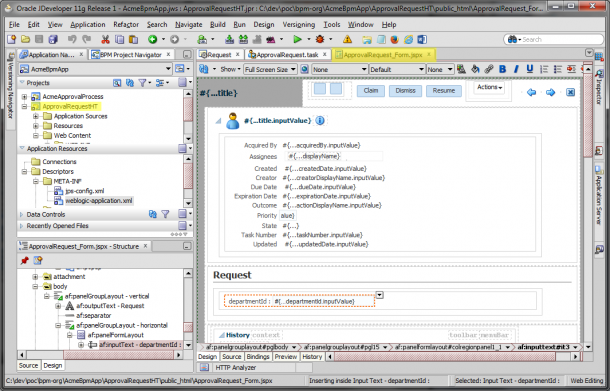 Oracle JDeveloper 11g Release 1 - AcmeBpmApp.jws : ApprovalRequestHT.jpr : C:\dev\poc\bpm-org\AcmeBpmApp\ApprovalRequestHT\public_html\ApprovalRequest_For...
File Edit View Application Refactor Search Navigate Build Run Source Versioning Tools Design Window Run Design
Search
Application Na... BPM Project Navigator
Request ApprovalRequest.task ApprovalRequest_Form.jspx
Versioning Navigator
AcmeBpmApp
Show Full Screen Size None Default None
Projects
AcmeApprovalProcess
ApprovalRequestHT
Application Sources
Resources
Web Content
Application Resources
Connections
Descriptors
META-INF
jps-config.xml
weblogic-application.xml
Data Controls
Recently Opened Files
#{...title}
Claim Dismiss Resume
Actions
#{...title.inputValue}
Acquired By #{...acquiredBy.inputValue}
Assignees #{...displayName}
Created #{...createdDate.inputValue}
Creator #{...creatorDisplayName.inputValue}
Due Date #{...dueDate.inputValue}
Expiration Date #{...expirationDate.inputValue}
Outcome #{...actionDisplayName.inputValue}
Priority alue}
State #{...}
Task Number #{...taskNumber.inputValue}
Updated #{...updatedDate.inputValue}
Request
departmentId : #{...departmentId.inputValue}
History context toolbar menuBar
Inspector
Application Server
ApprovalRequest_Form.jspx - Structure
attachment
body
af:panelGroupLayout - vertical
af:outputText - Request
af:separator
af:panelGroupLayout - horizontal
af:panelFormLayout
af:inputText - departmentId :
Source Design
af:panelgrouplayout#pglbody af:panelgrouplayout#pgl15 af:panelformlayout#colregionpanel1_1 af:inputtext#it3
Design Source Bindings Preview History
HTTP Analyzer
C:\dev\poc\bpm-org\AcmeBpmApp\ApprovalRequestHT\public_html\ApprovalRequest_Form.jspx Inserting inside Input Text - departmentId : Selected: Input Text - departmentId : Web Editing